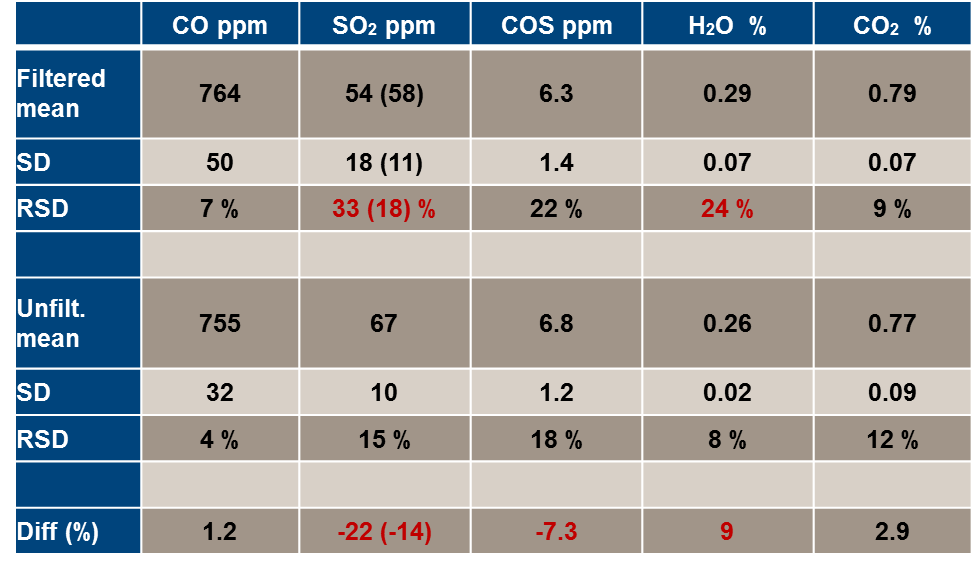 CO ppm SO₂ ppm COS ppm H₂O % CO₂ %
Filtered
mean 764 54 (58) 6.3 0.29 0.79
SD 50 18 (11) 1.4 0.07 0.07
RSD 7 % 33 (18) % 22 % 24 % 9 %
Unfilt.
mean 755 67 6.8 0.26 0.77
SD 32 10 1.2 0.02 0.09
RSD 4 % 15 % 18 % 8 % 12 %
Diff (%) 1.2 -22 (-14) -7.3 9 2.9